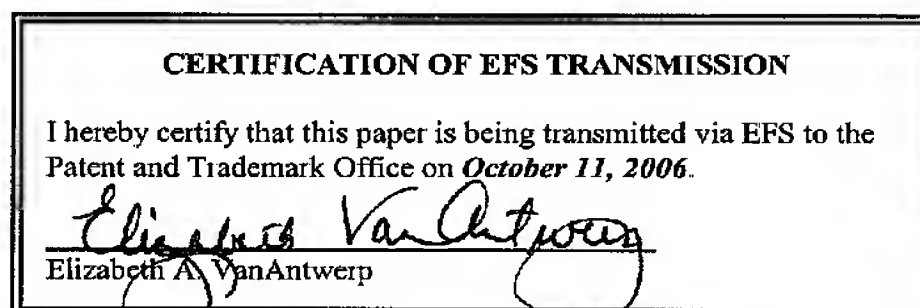 CERTIFICATION OF EFS TRANSMISSION
I hereby certify that this paper is being transmitted via EFS to the
Patent and Trademark Office on October 11, 2006.
Elizabeth VanAntwerp
Elizabeth A. VanAntwerp